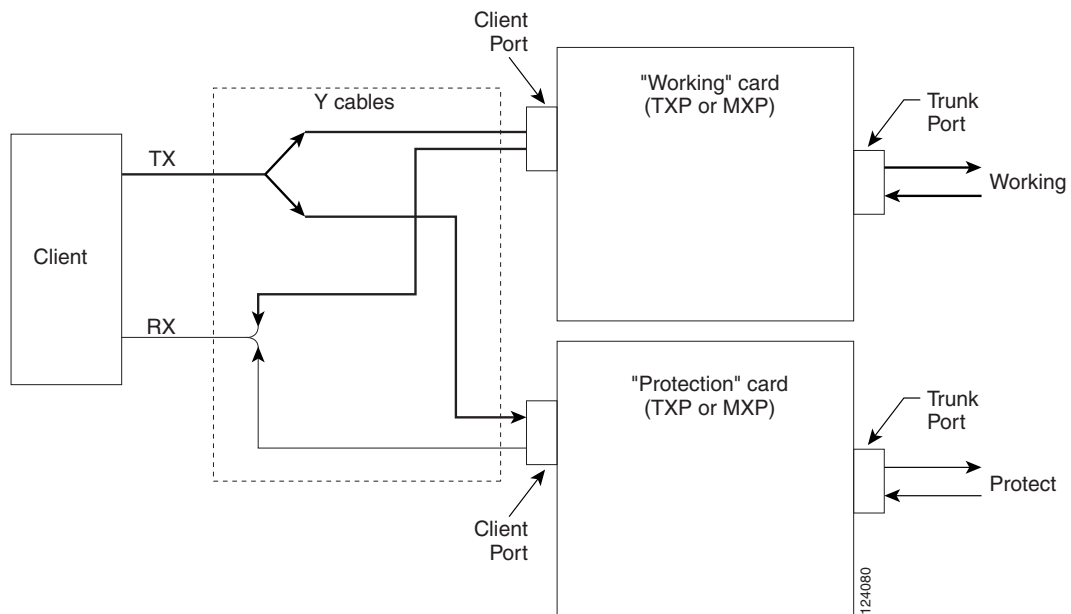 Client
Port
"Working" card
(TXP or MXP)
Trunk
Port
Y cables
TX
Working
Client
RX
"Protection" card
(TXP or MXP)
Trunk
Port
Protect
Client
Port
124080